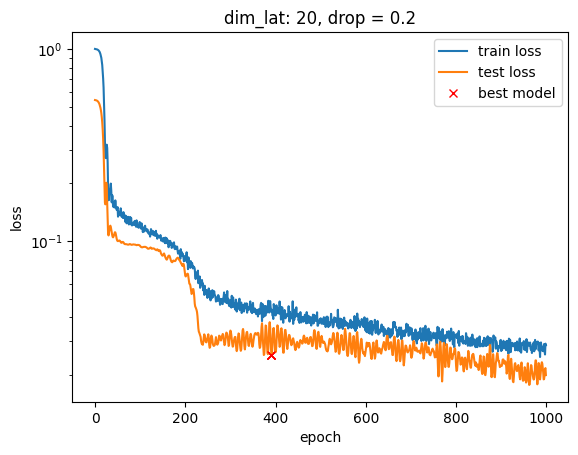 dim_lat: 20, drop = 0.2
train loss
test loss
best model
loss
10⁰
10⁻¹
0 200 400 600 800 1000
epoch